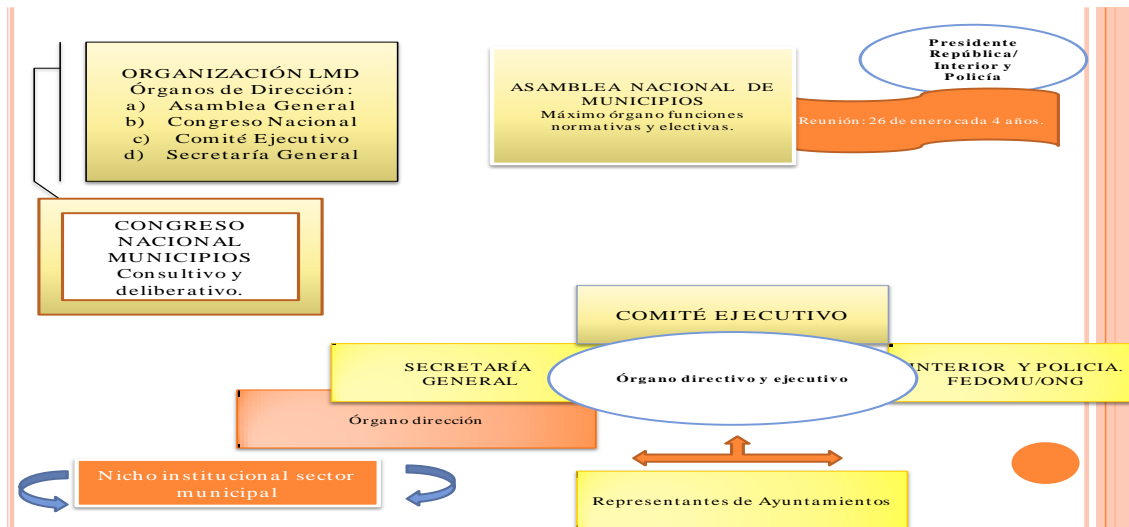 ORGANIZACIÓN LMD
Órganos de Dirección:
a) Asamblea General
b) Congreso Nacional
c) Comité Ejecutivo
d) Secretaría General
CONGRESO
NACIONAL
MUNICIPIOS
Consultivo y
deliberativo.
ASAMBLEA NACIONAL DE
MUNICIPIOS
Máximo órgano funciones
normativas y electivas.
Presidente
República/
Interior y
Policía
Reunión: 26 de enero cada 4 años.
COMITÉ EJECUTIVO
SECRETARÍA
GENERAL
Órgano directivo y ejecutivo
INTERIOR Y POLICIA.
FEDOMU/ONG
Órgano dirección
Nicho institucional sector
municipal
Representantes de Ayuntamientos